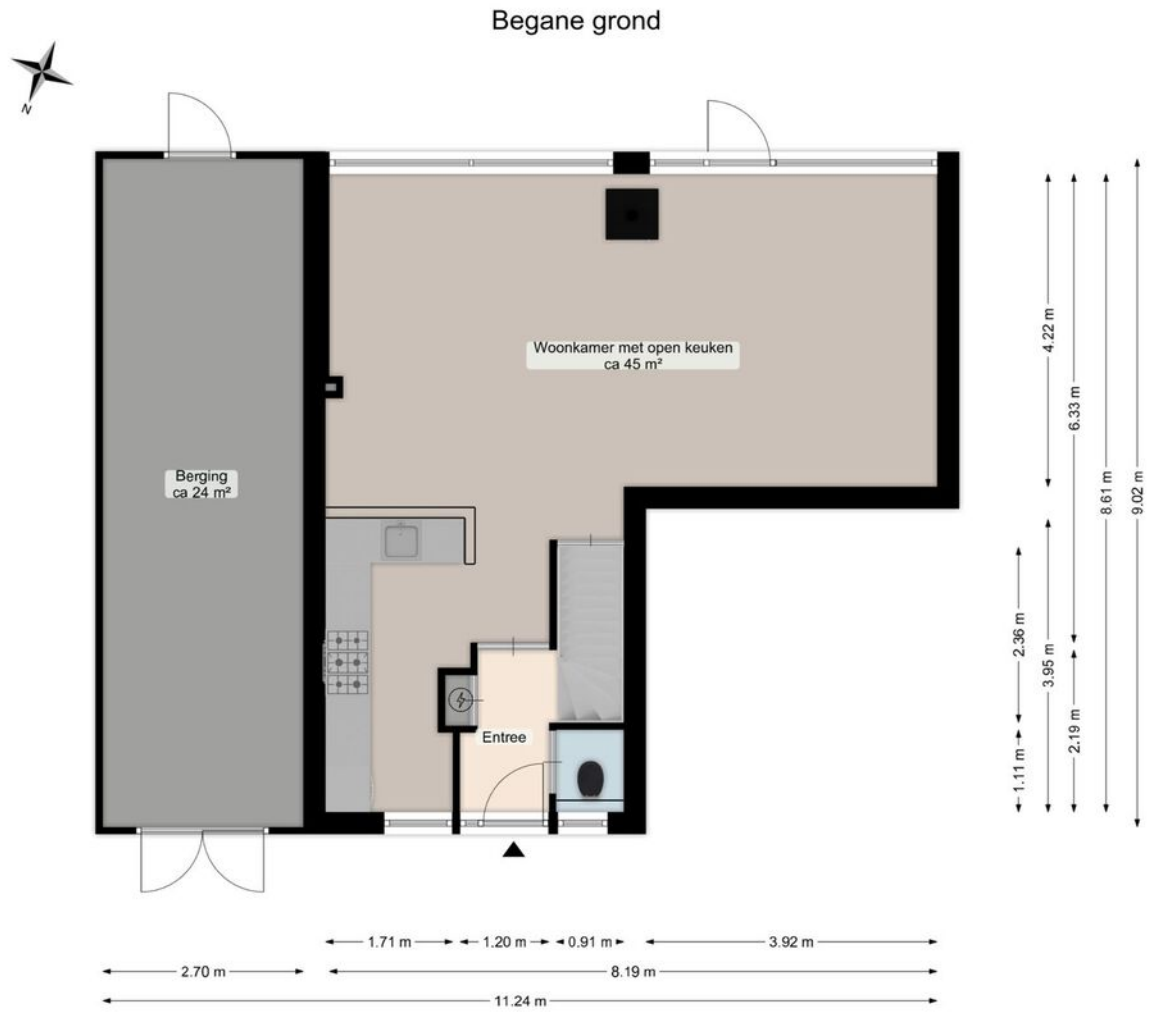 Begane grond
N
Woonkamer met open keuken
ca 45 m²
Berging
ca 24 m²
Entree
4.22 m
6.33 m
8.61 m
9.02 m
2.36 m
3.95 m
2.19 m
1.11 m
1.71 m
1.20 m
0.91 m
3.92 m
2.70 m
8.19 m
11.24 m